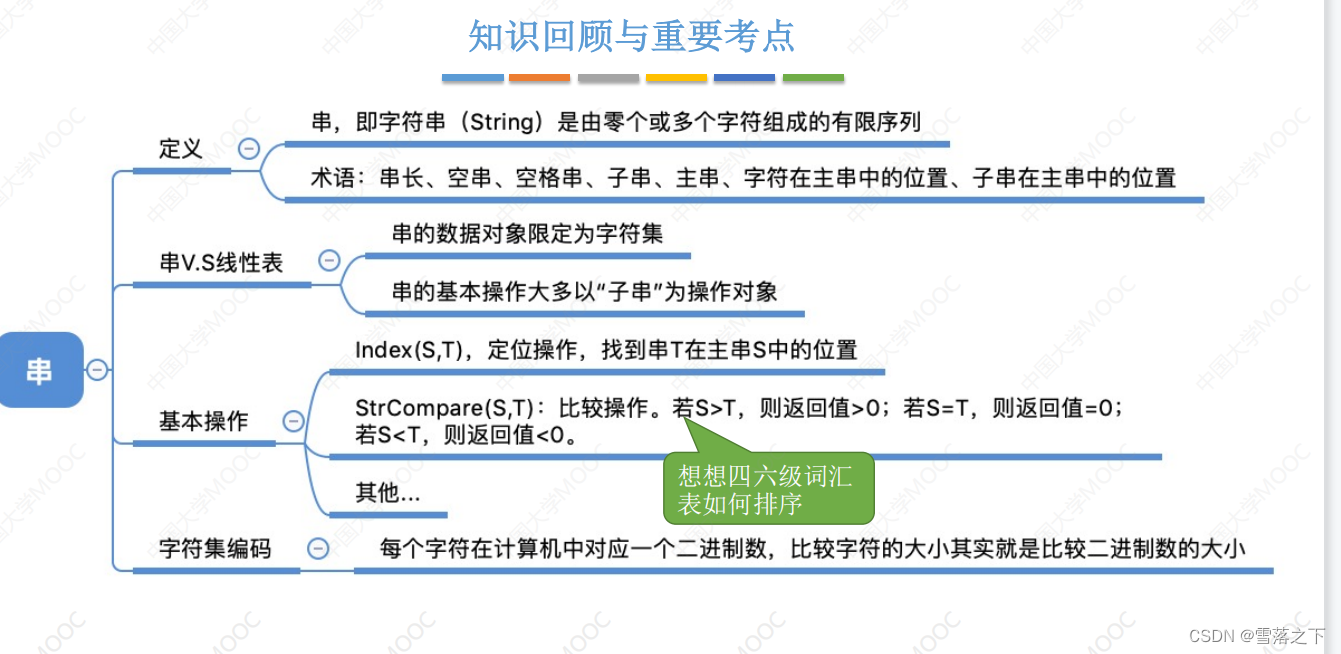 知识回顾与重要考点
串，即字符串（String）是由零个或多个字符组成的有限序列
定义
术语：串长、空串、空格串、子串、主串、字符在主串中的位置、子串在主串中的位置
串的数据对象限定为字符集
串V.S线性表
串的基本操作大多以“子串”为操作对象
Index(S,T)，定位操作，找到串T在主串S中的位置
串
StrCompare(S,T)：比较操作。若S>T，则返回值>0；若S=T，则返回值=0；
若S<T，则返回值<0。
基本操作
想想四六级词汇
表如何排序
其他...
字符集编码
每个字符在计算机中对应一个二进制数，比较字符的大小其实就是比较二进制数的大小
中国大学MOOC
CSDN @雪落之下